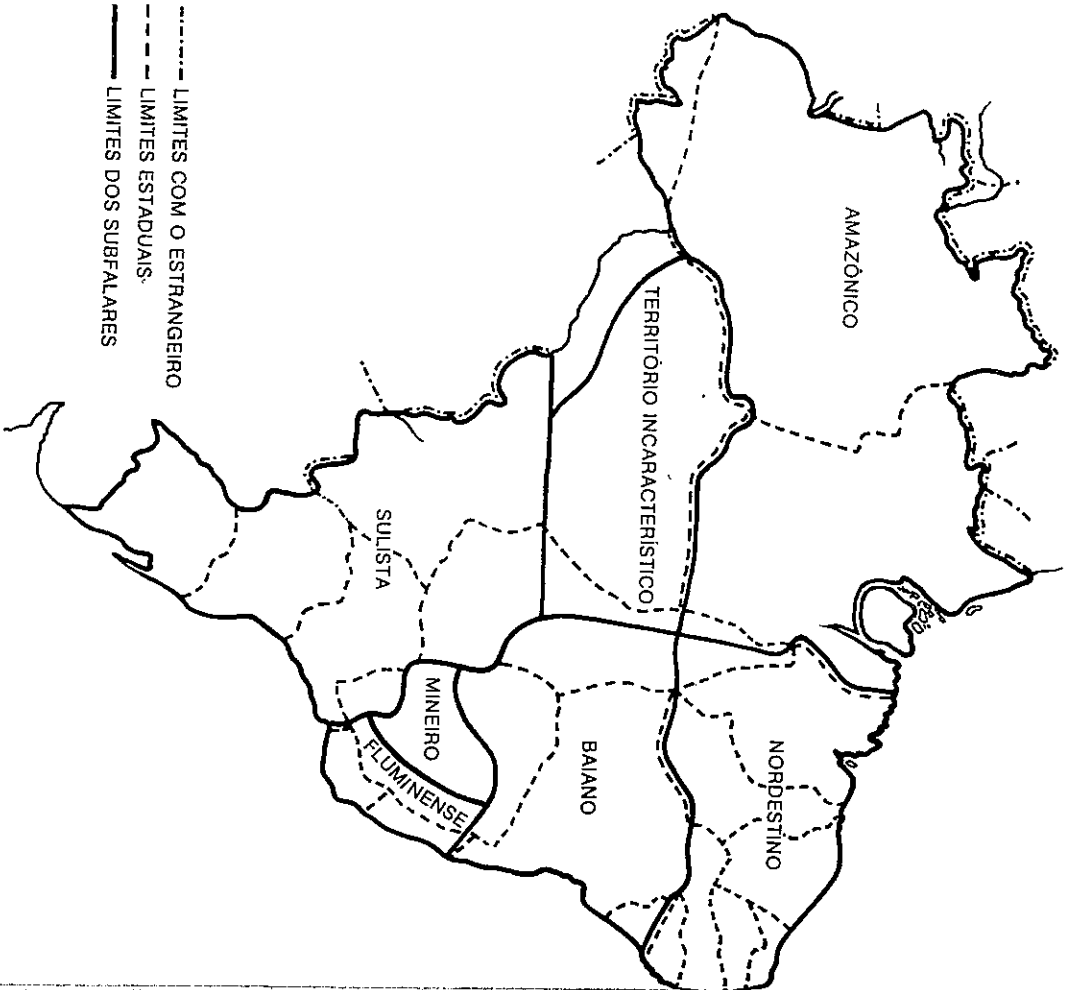 AMAZÔNICO
TERRITÓRIO INCARACTERÍSTICO
NORDESTINO
BAIANO
MINEIRO
FLUMINENSE
SULISTA
LIMITES COM O ESTRANGEIRO
LIMITES ESTADUAIS
LIMITES DOS SUBFALARES